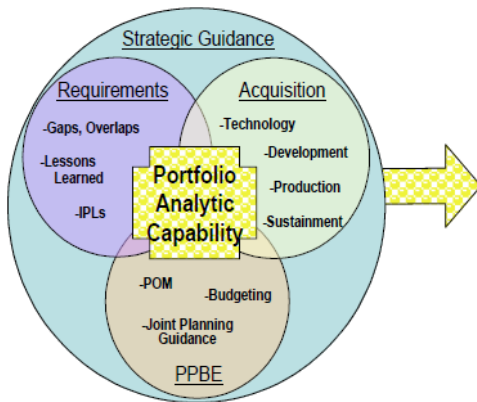 Strategic Guidance
Requirements
-Gaps, Overlaps
-Lessons
Learned
-IPLs
Acquisition
-Technology
-Development
-Production
-Sustainment
Portfolio
Analytic
Capability
-POM
-Budgeting
-Joint Planning
Guidance
PPBE